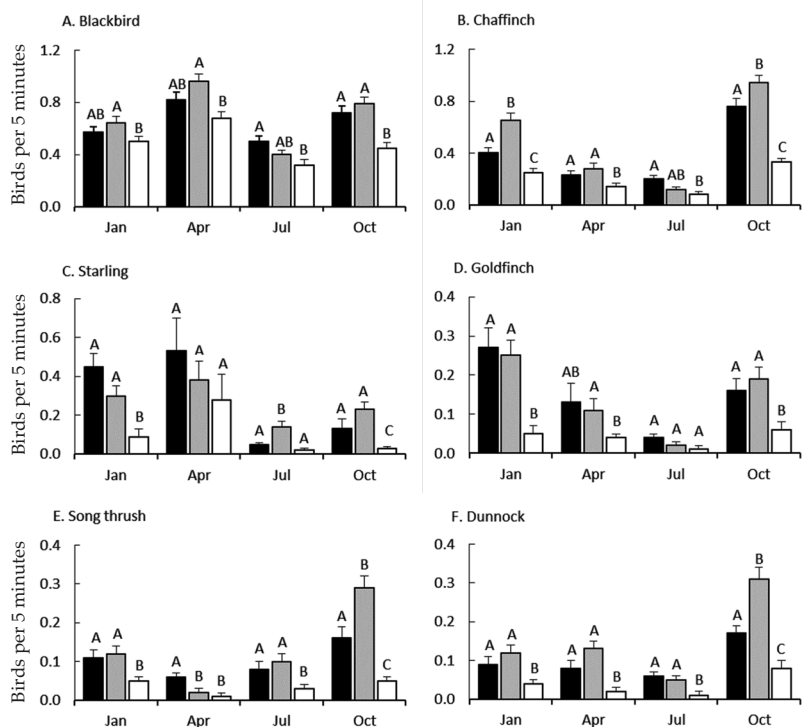 A. Blackbird
Birds per 5 minutes
1.2
0.8
0.4
0.0
AB A B
AB A B
A AB B
A A B
Jan Apr Jul Oct
B. Chaffinch
1.2
0.8
0.4
0.0
A B C
A A B
A AB B
A B C
Jan Apr Jul Oct
C. Starling
Birds per 5 minutes
0.8
0.6
0.4
0.2
0.0
A A B
A A A
A B A
A A C
Jan Apr Jul Oct
D. Goldfinch
0.4
0.3
0.2
0.1
0.0
A A B
AB A B
A A A
A A B
Jan Apr Jul Oct
E. Song thrush
Birds per 5 minutes
0.4
0.3
0.2
0.1
0.0
A A B
A B B
A A B
A B C
Jan Apr Jul Oct
F. Dunnock
0.4
0.3
0.2
0.1
0.0
A A B
A A B
A A B
A B C
Jan Apr Jul Oct